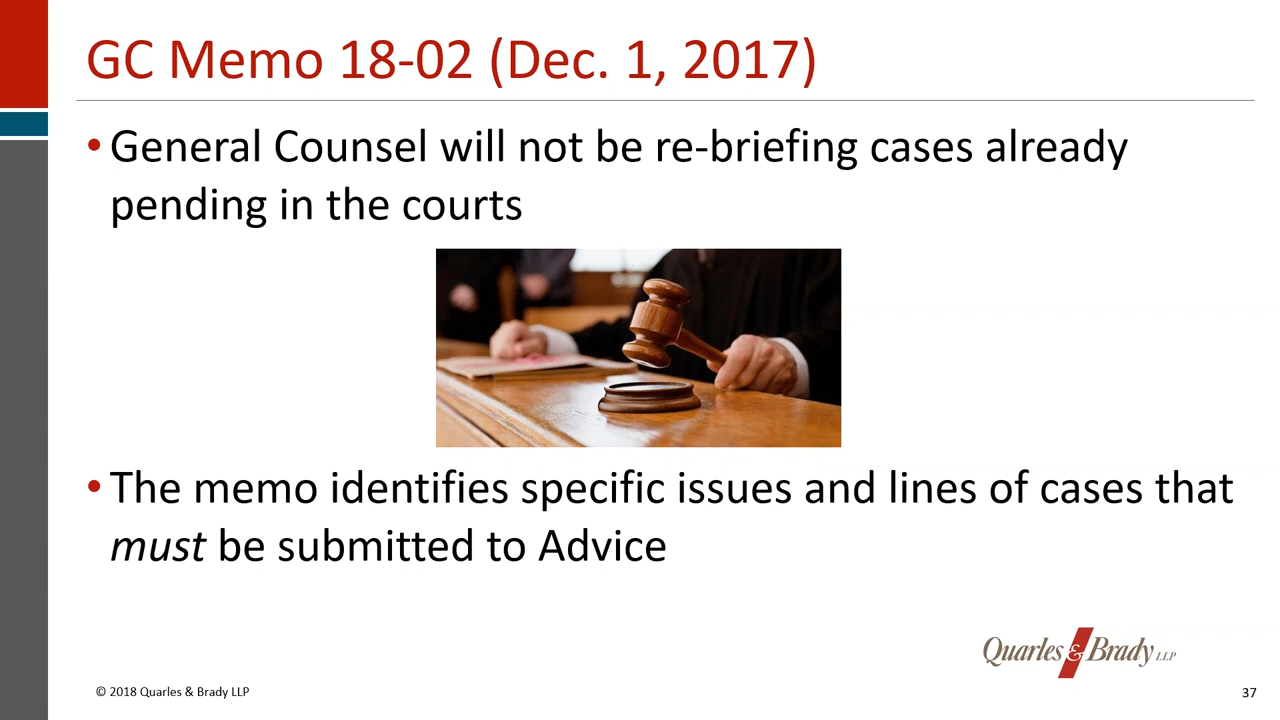 GC Memo 18-02 (Dec. 1, 2017)
• General Counsel will not be re-briefing cases already
pending in the courts
• The memo identifies specific issues and lines of cases that
must be submitted to Advice
Quarles & Brady LLP
© 2018 Quarles & Brady LLP
37